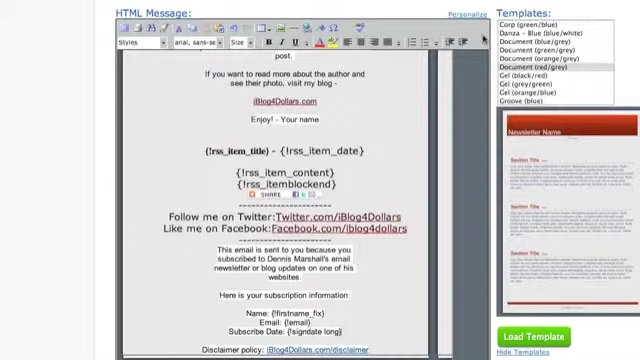 HTML Message:
Personalize
Templates:
Styles
arial, sans-se
Size
Corp (green/blue)
Danza - Blue (blue/white)
Document (blue/grey)
Document (green/grey)
Document (orange/grey)
Document (red/grey)
Gel (black/red)
Gel (grey/green)
Gel (orange/blue)
Groove (blue)
post.
If you want to read more about the author and
see their photo, visit my blog -
iBlog4Dollars.com
Enjoy! - Your name
{!rss_item_title} - {!rss_item_date}
{!rss_item_content}
{!rss_itemblockend}
SHARE
------------------------
Follow me on Twitter:Twitter.com/iBlog4Dollars
Like me on Facebook:Facebook.com/iblog4dollars
------------------------
This email is sent to you because you
subscribed to Dennis Marshall's email
newsletter or blog updates on one of his
websites.
Here is your subscription information:
Name: {!firstname_fix}
Email: {!email}
Subscribe Date: {!signdate long}
Disclaimer policy: iBlog4Dollars.com/disclaimer
Newsletter Name
Section Title
Section Title
Section Title
Load Template
Hide Templates